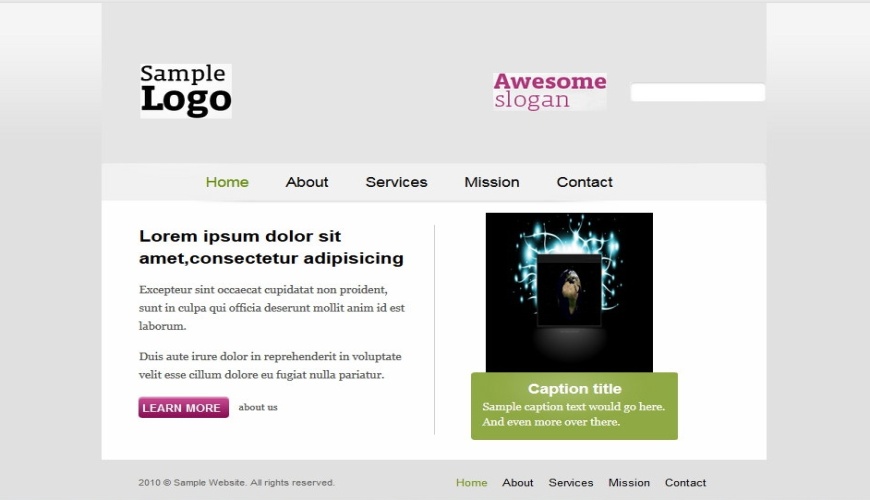 Sample
Logo
Awesome
slogan
Home About Services Mission Contact
Lorem ipsum dolor sit
amet,consectetur adipisicing
Excepteur sint occaecat cupidatat non proident,
sunt in culpa qui officia deserunt mollit anim id est
laborum.
Duis aute irure dolor in reprehenderit in voluptate
velit esse cillum dolore eu fugiat nulla pariatur.
LEARN MORE about us
Caption title
Sample caption text would go here.
And even more over there.
2010 © Sample Website. All rights reserved.
Home About Services Mission Contact